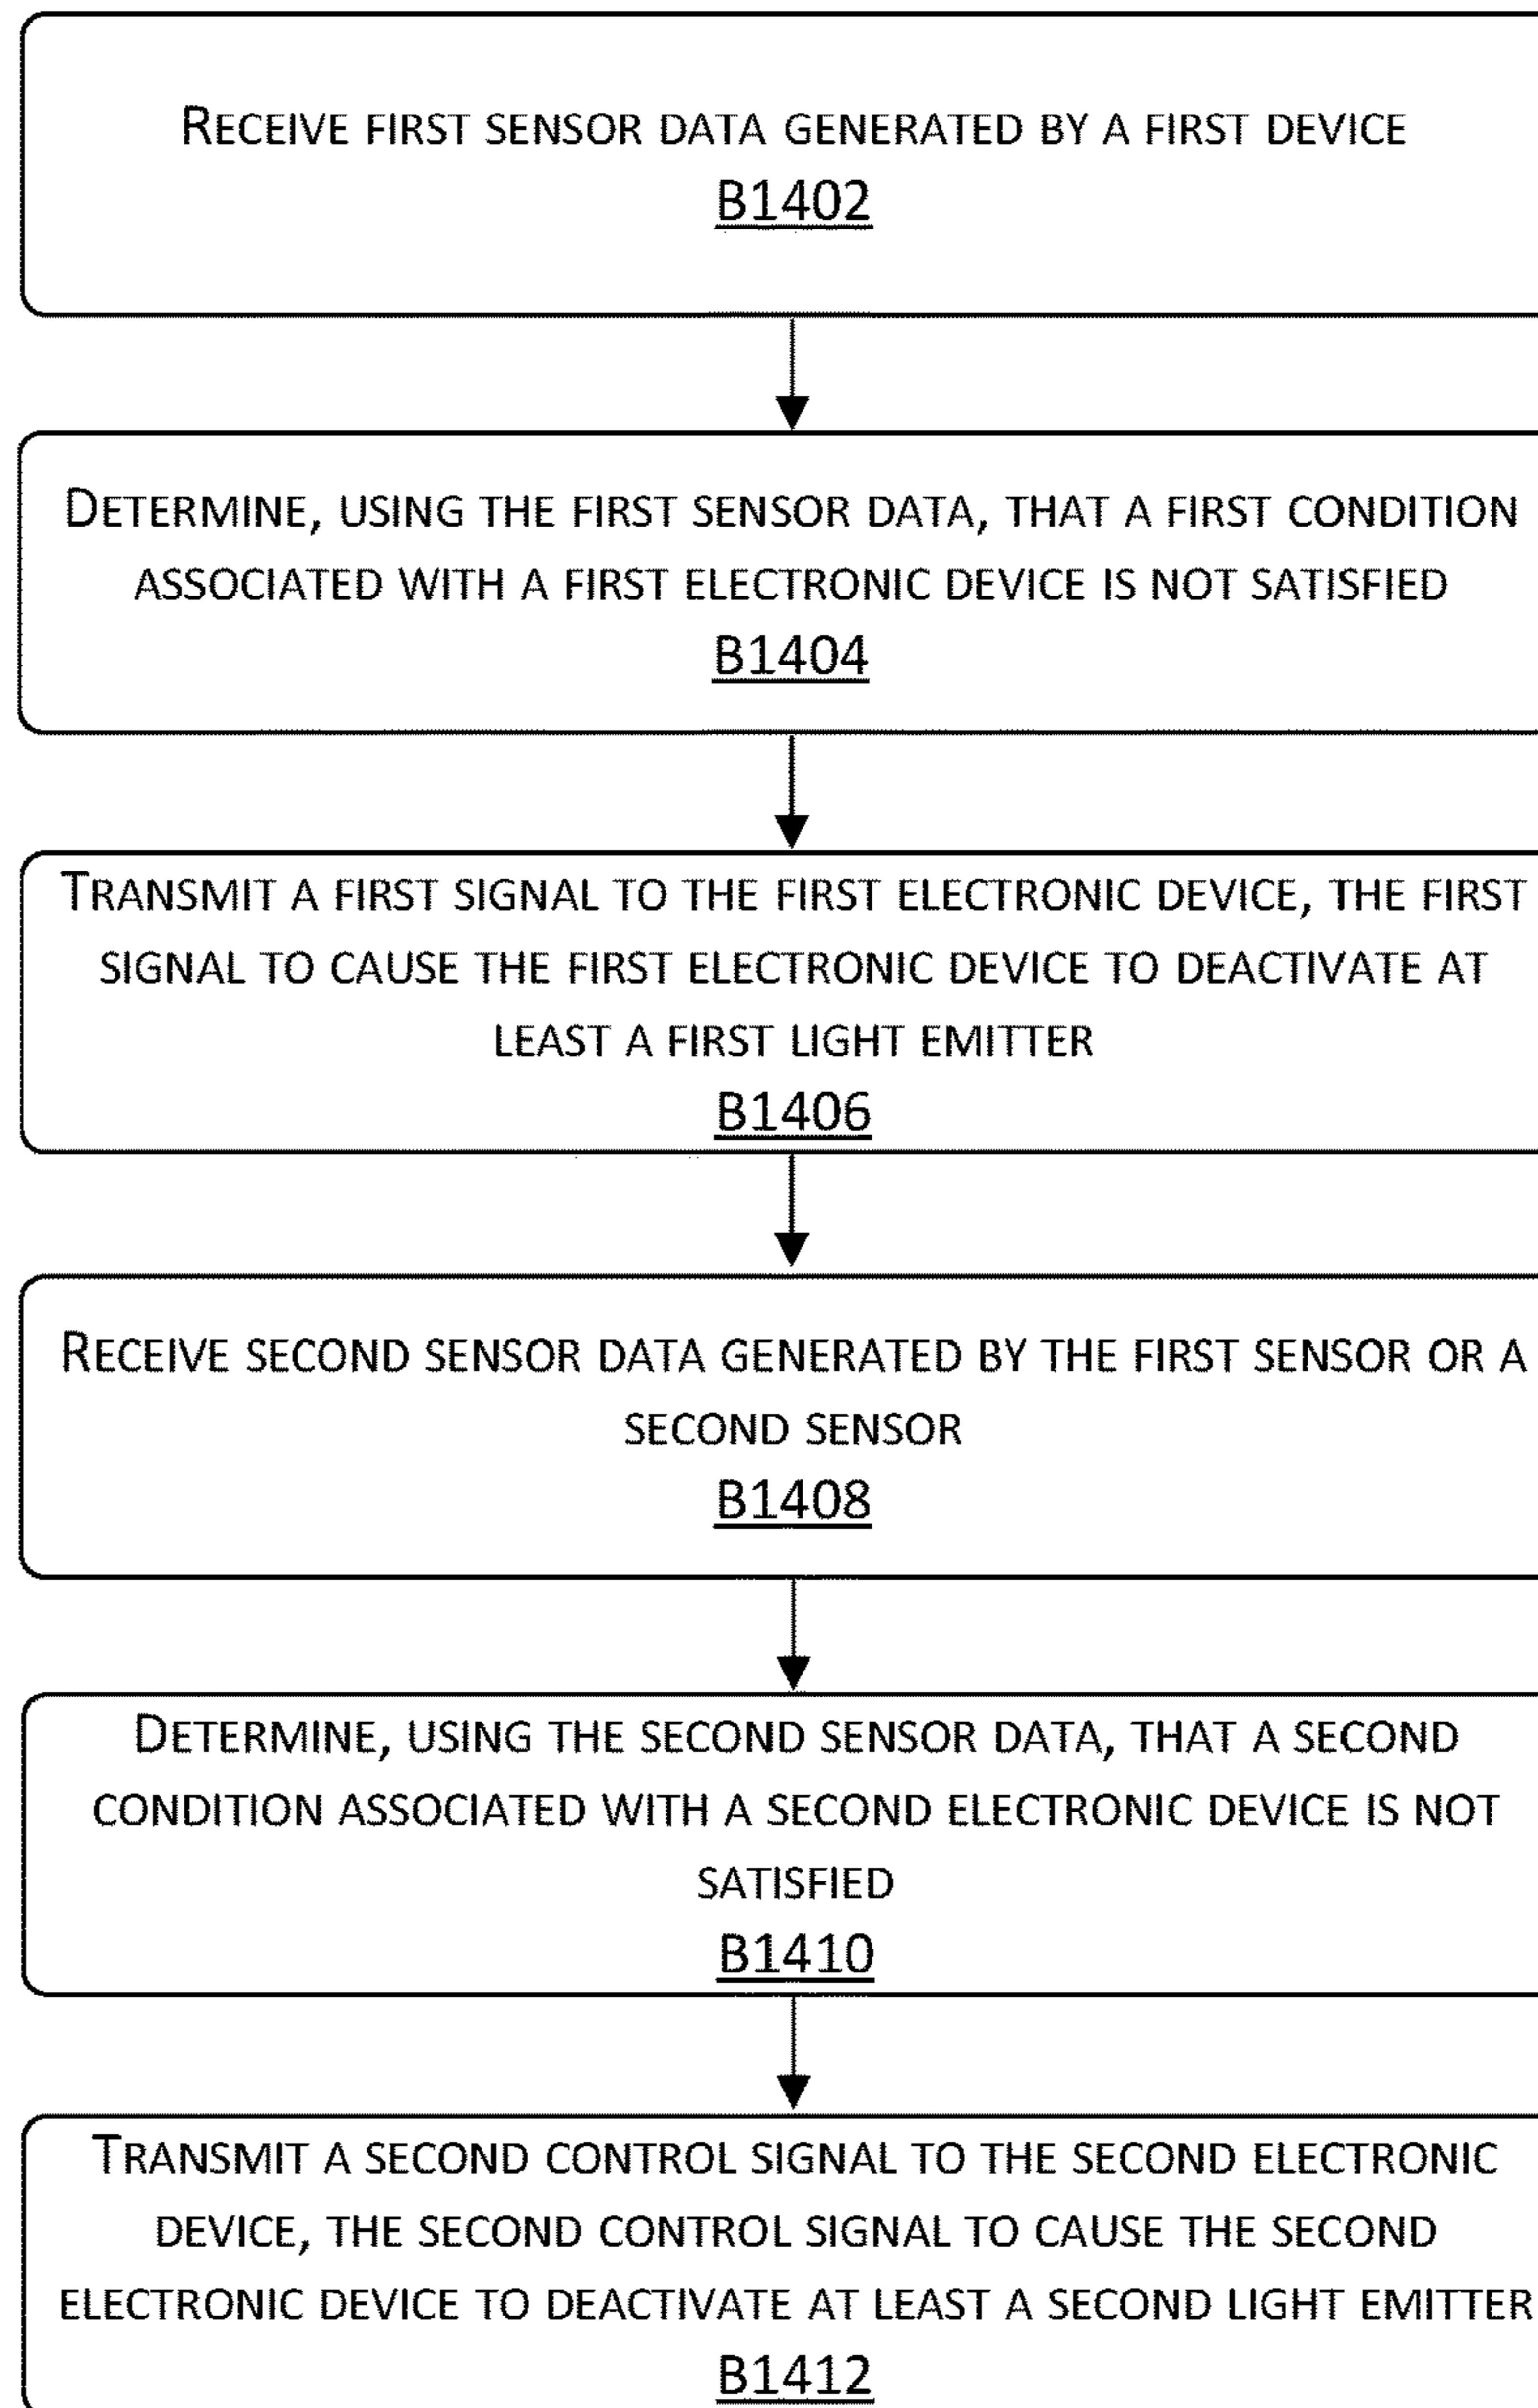 RECEIVE FIRST SENSOR DATA GENERATED BY A FIRST DEVICE
B1402
DETERMINE, USING THE FIRST SENSOR DATA, THAT A FIRST CONDITION
ASSOCIATED WITH A FIRST ELECTRONIC DEVICE IS NOT SATISFIED
B1404
TRANSMIT A FIRST SIGNAL TO THE FIRST ELECTRONIC DEVICE, THE FIRST
SIGNAL TO CAUSE THE FIRST ELECTRONIC DEVICE TO DEACTIVATE AT
LEAST A FIRST LIGHT EMITTER
B1406
RECEIVE SECOND SENSOR DATA GENERATED BY THE FIRST SENSOR OR A
SECOND SENSOR
B1408
DETERMINE, USING THE SECOND SENSOR DATA, THAT A SECOND
CONDITION ASSOCIATED WITH A SECOND ELECTRONIC DEVICE IS NOT
SATISFIED
B1410
TRANSMIT A SECOND CONTROL SIGNAL TO THE SECOND ELECTRONIC
DEVICE, THE SECOND CONTROL SIGNAL TO CAUSE THE SECOND
ELECTRONIC DEVICE TO DEACTIVATE AT LEAST A SECOND LIGHT EMITTER
B1412